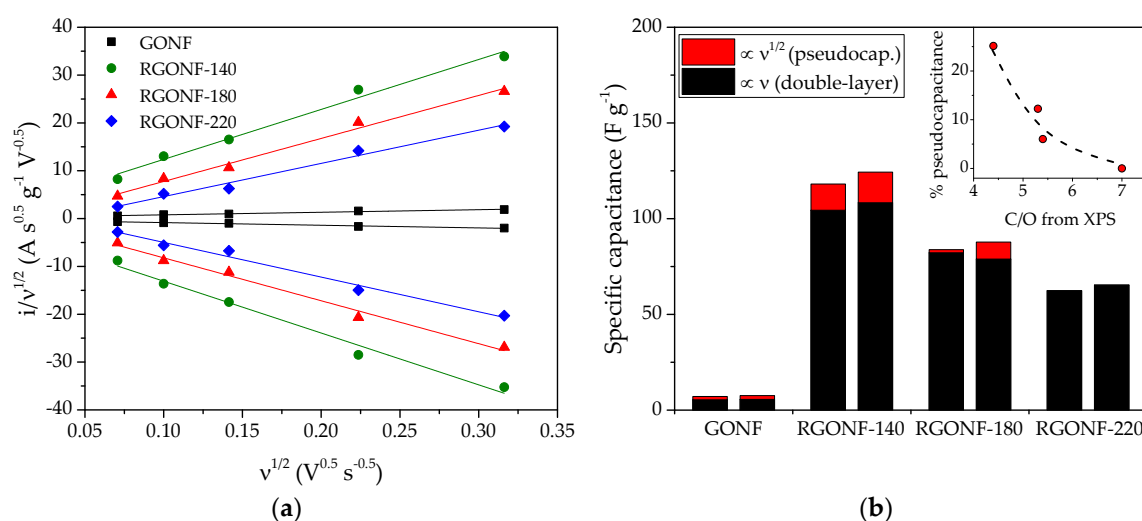 40
30
20
10
0
-10
-20
-30
-40
i/ν^1/2 (A s^0.5 g^-1 V^-0.5)
GONF
RGONF-140
RGONF-180
RGONF-220
0.05 0.10 0.15 0.20 0.25 0.30 0.35
ν^1/2 (V^0.5 s^-0.5)
(a)
200
150
100
50
0
Specific capacitance (F g^-1)
∝ ν^1/2 (pseudocap.)
∝ ν (double-layer)
20
10
0
% pseudocapacitance
4 5 6 7
C/O from XPS
GONF RGONF-140 RGONF-180 RGONF-220
(b)